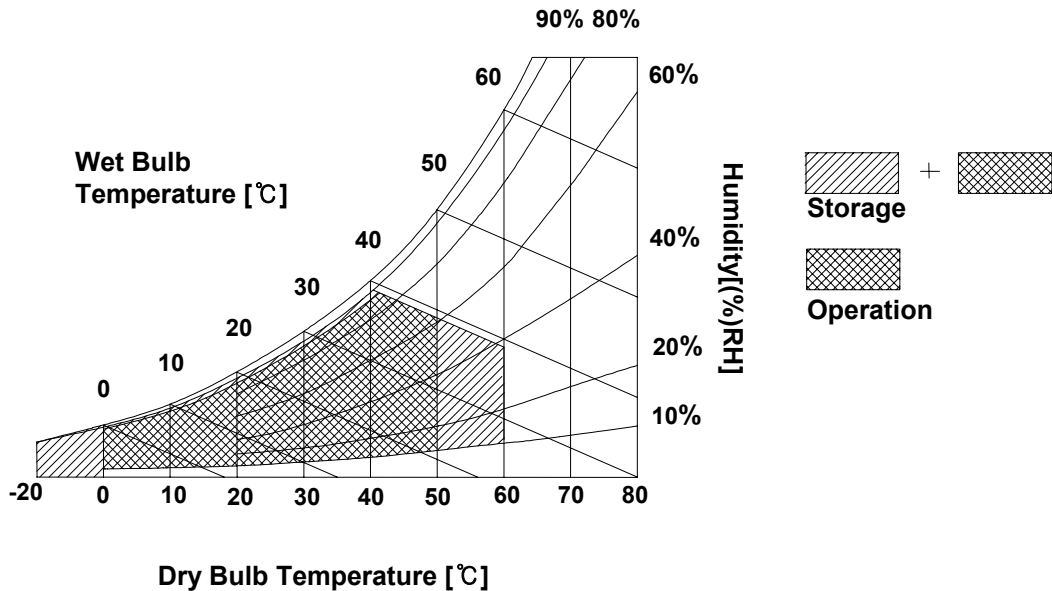 90% 80%
60
60%
50
Wet Bulb
Temperature [℃]
Humidity[(%)RH]
+
Storage
40
40%
30
Operation
20
20%
10
0
10%
-20 0 10 20 30 40 50 60 70 80
Dry Bulb Temperature [℃]